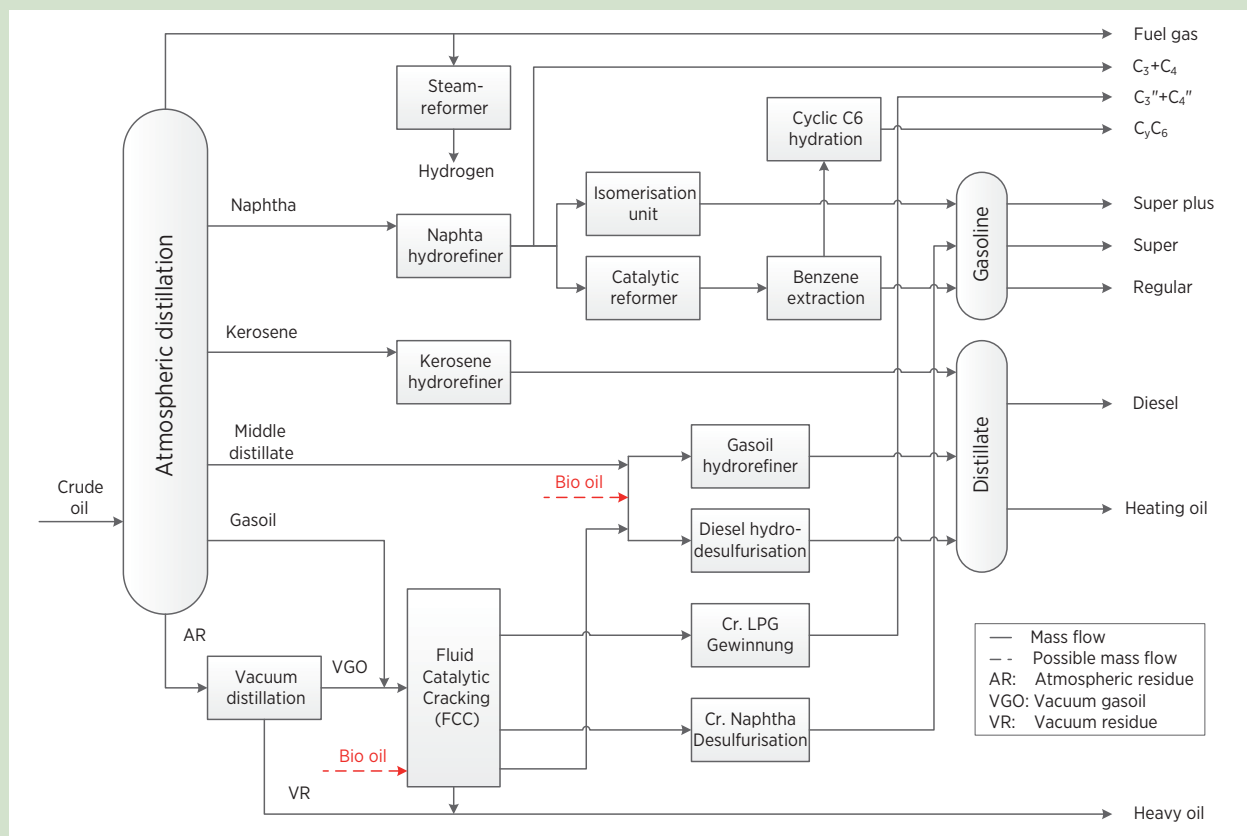 Fuel gas
C₃+C₄
C₃″+C₄″
CyC₆
Steam-
reformer
Hydrogen
Cyclic C6
hydration
Naphtha
Naphta
hydrorefiner
Isomerisation
unit
Catalytic
reformer
Benzene
extraction
Gasoline
Super plus
Super
Regular
Atmospheric distillation
Kerosene
Kerosene
hydrorefiner
Middle
distillate
Bio oil
Gasoil
hydrorefiner
Diesel hydro-
desulfurisation
Distillate
Diesel
Heating oil
Crude
oil
Gasoil
AR
Vacuum
distillation
VGO
Fluid
Catalytic
Cracking
(FCC)
Cr. LPG
Gewinnung
Cr. Naphtha
Desulfurisation
Bio oil
VR
Heavy oil
Mass flow
Possible mass flow
AR: Atmospheric residue
VGO: Vacuum gasoil
VR: Vacuum residue